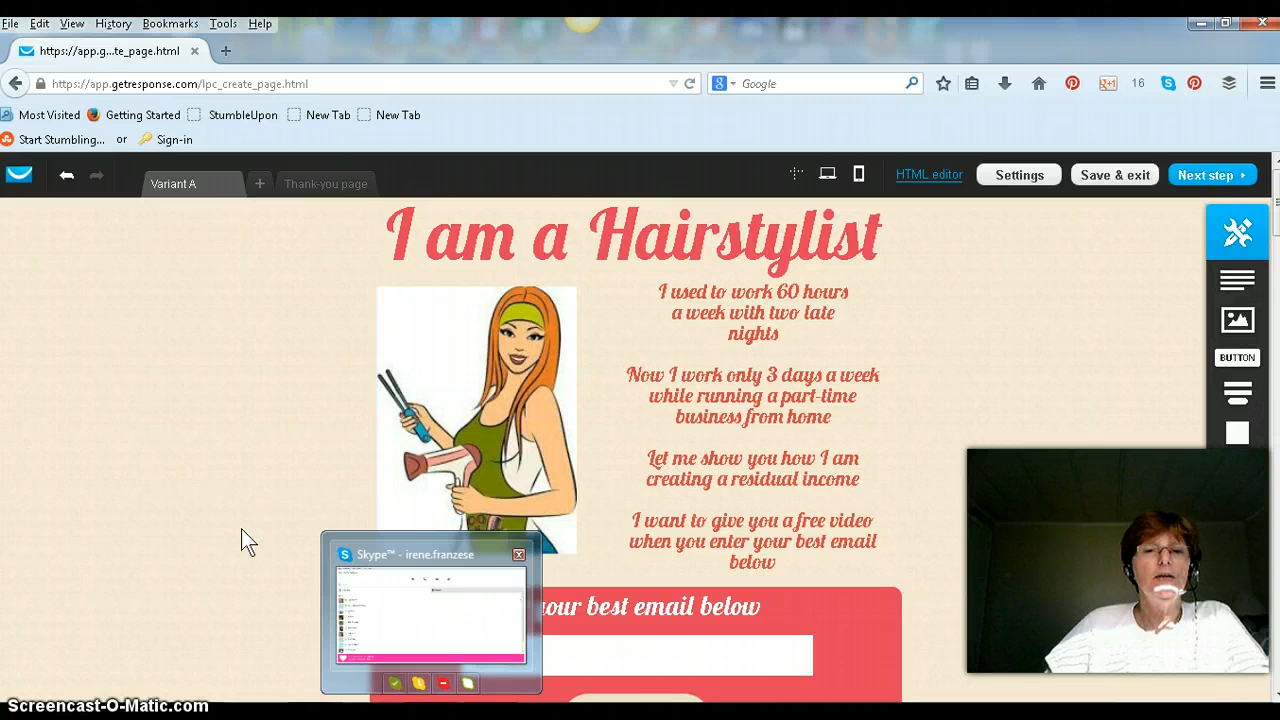 File Edit View History Bookmarks Tools Help
https://app.g...te_page.html
https://app.getresponse.com/lpc_create_page.html
Google
16
Most Visited Getting Started StumbleUpon New Tab New Tab
Start Stumbling... or Sign-in
Variant A
Thank-you page
HTML editor
Settings
Save & exit
Next step
I am a Hairstylist
I used to work 60 hours
a week with two late
nights
Now I work only 3 days a week
while running a part-time
business from home
Let me show you how I am
creating a residual income
I want to give you a free video
when you enter your best email
below
BUTTON
Skype™ - irene.franzese
your best email below
Screencast-O-Matic.com